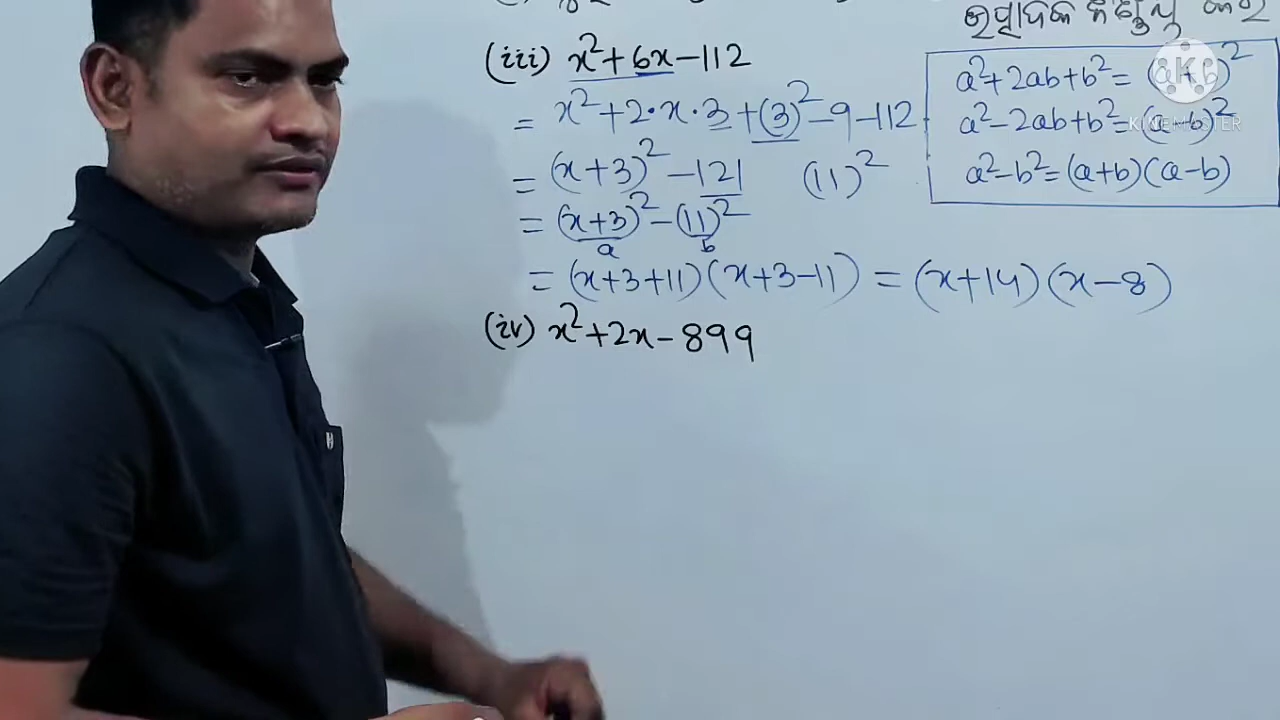 (iii) x²+6x-112
= x²+2·x·3+(3)²-9-112
= (x+3)²-121 (11)²
= (x+3)²-(11)²
a b
= (x+3+11)(x+3-11) = (x+14)(x-8)
(iv) x²+2x-899
a²+2ab+b²= (a+b)²
a²-2ab+b²=(a-b)²
a²-b²=(a+b)(a-b)
KINEMASTER